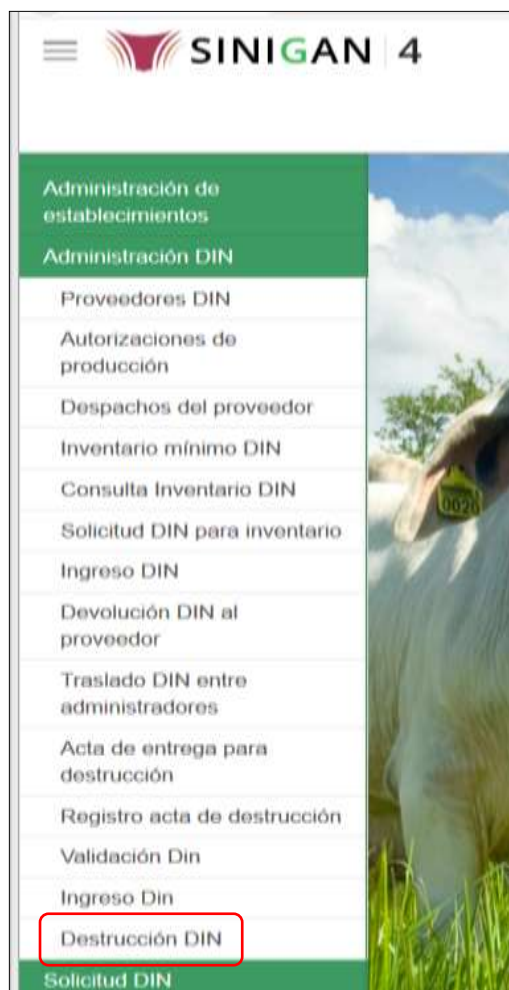 SINIGAN 4
Administración de
establecimientos
Administración DIN
Proveedores DIN
Autorizaciones de
producción
Despachos del proveedor
Inventario mínimo DIN
Consulta Inventario DIN
Solicitud DIN para inventario
Ingreso DIN
Devolución DIN al
proveedor
Traslado DIN entre
administradores
Acta de entrega para
destrucción
Registro acta de destrucción
Validación Din
Ingreso Din
Destrucción DIN
Solicitud DIN
0026